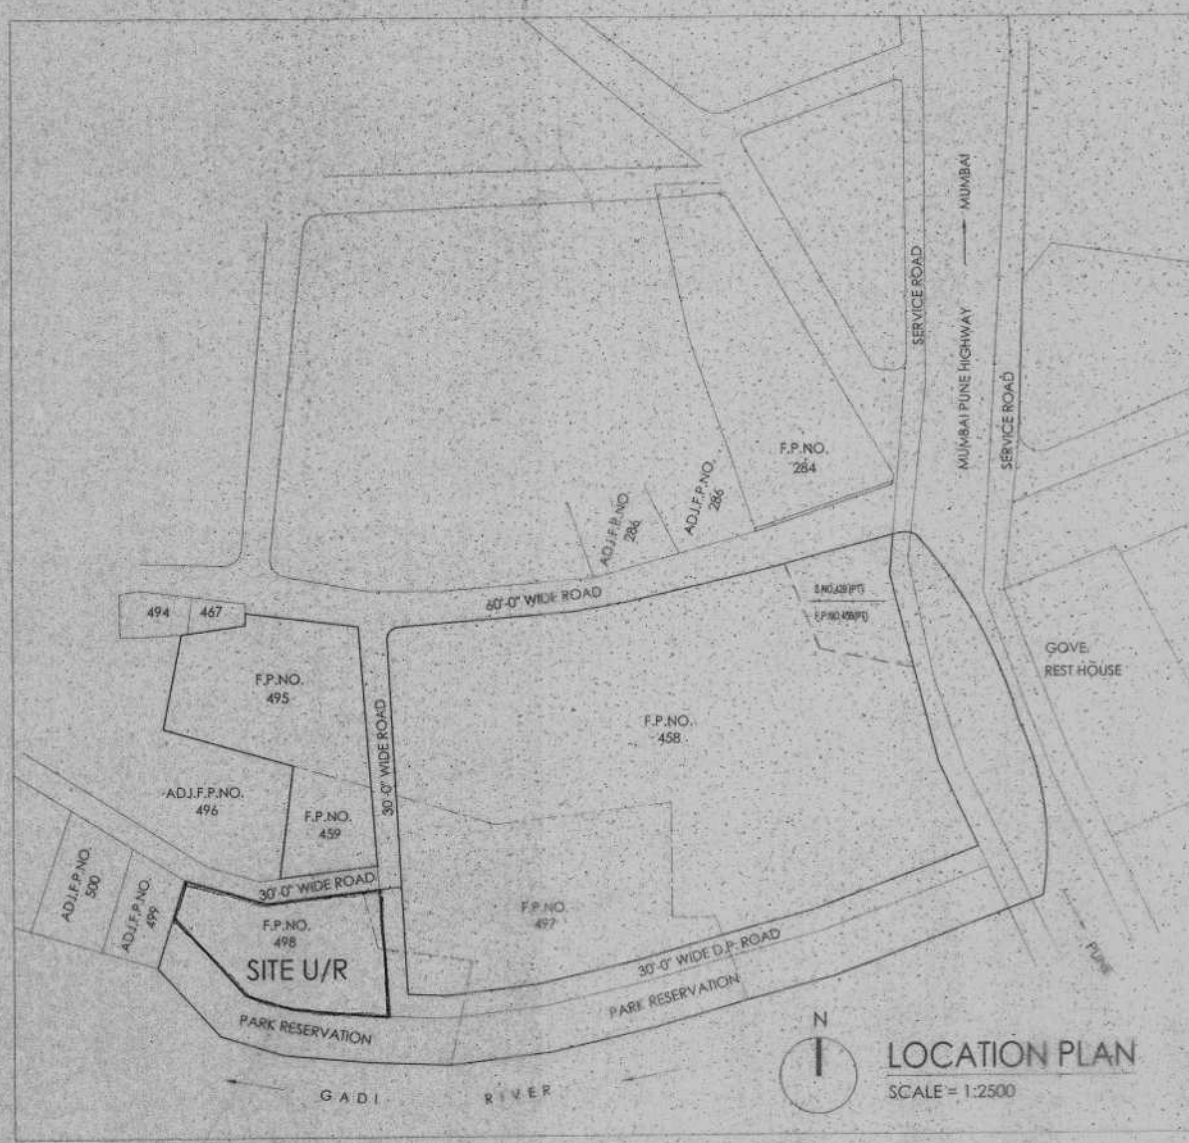 MUMBAI
MUMBAI PUNE HIGHWAY
SERVICE ROAD
SERVICE ROAD
F.P.NO.
284
ADJ.F.P.NO.
286
ADJ.F.P.NO.
286
60'-0" WIDE ROAD
494
467
GOVE.
REST HOUSE
F.P.NO.
495
30'-0" WIDE ROAD
F.P.NO.
458
ADJ.F.P.NO.
496
F.P.NO.
459
ADJ.F.P.NO.
500
ADJ.F.P.NO.
499
30'-0" WIDE ROAD
F.P.NO.
498
SITE U/R
F.P.NO.
497
30'-0" WIDE D.P. ROAD
PARK RESERVATION
PARK RESERVATION
PUNE
GADI RIVER
N
LOCATION PLAN
SCALE = 1:2500